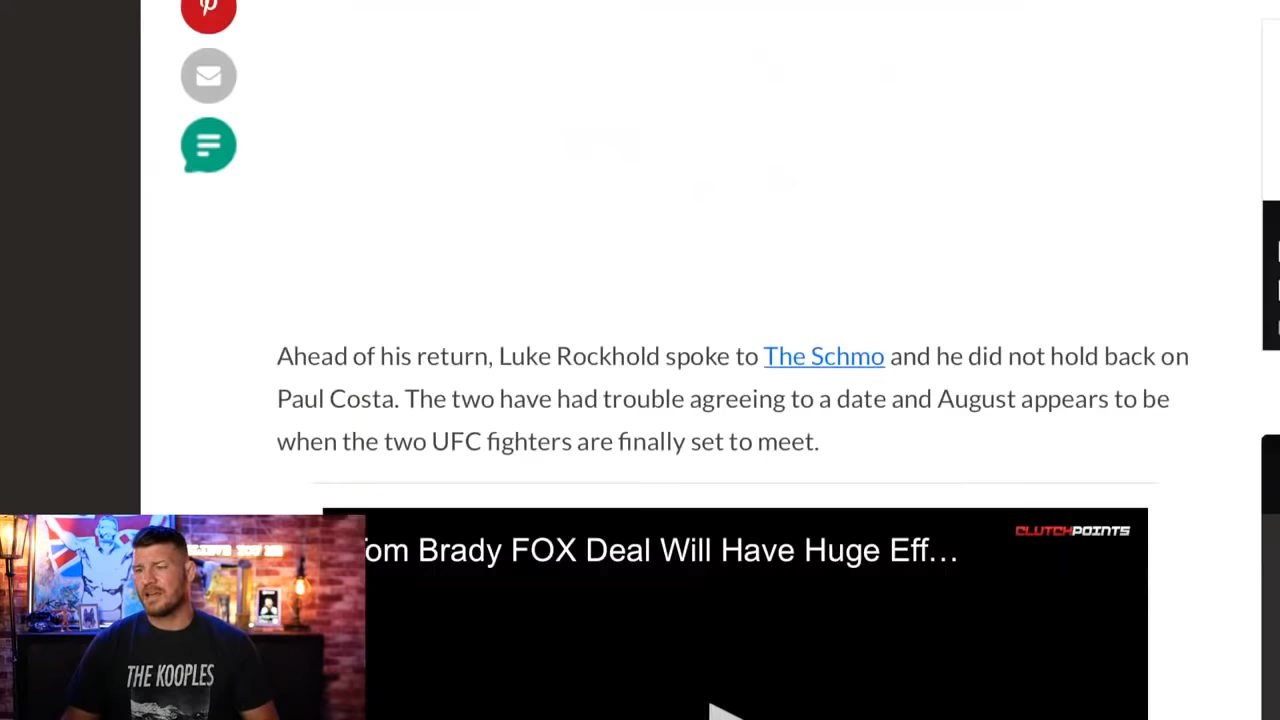 Ahead of his return, Luke Rockhold spoke to The Schmo and he did not hold back on
Paul Costa. The two have had trouble agreeing to a date and August appears to be
when the two UFC fighters are finally set to meet.
CLUTCHPOINTS
om Brady FOX Deal Will Have Huge Eff...
THE KOOPLES